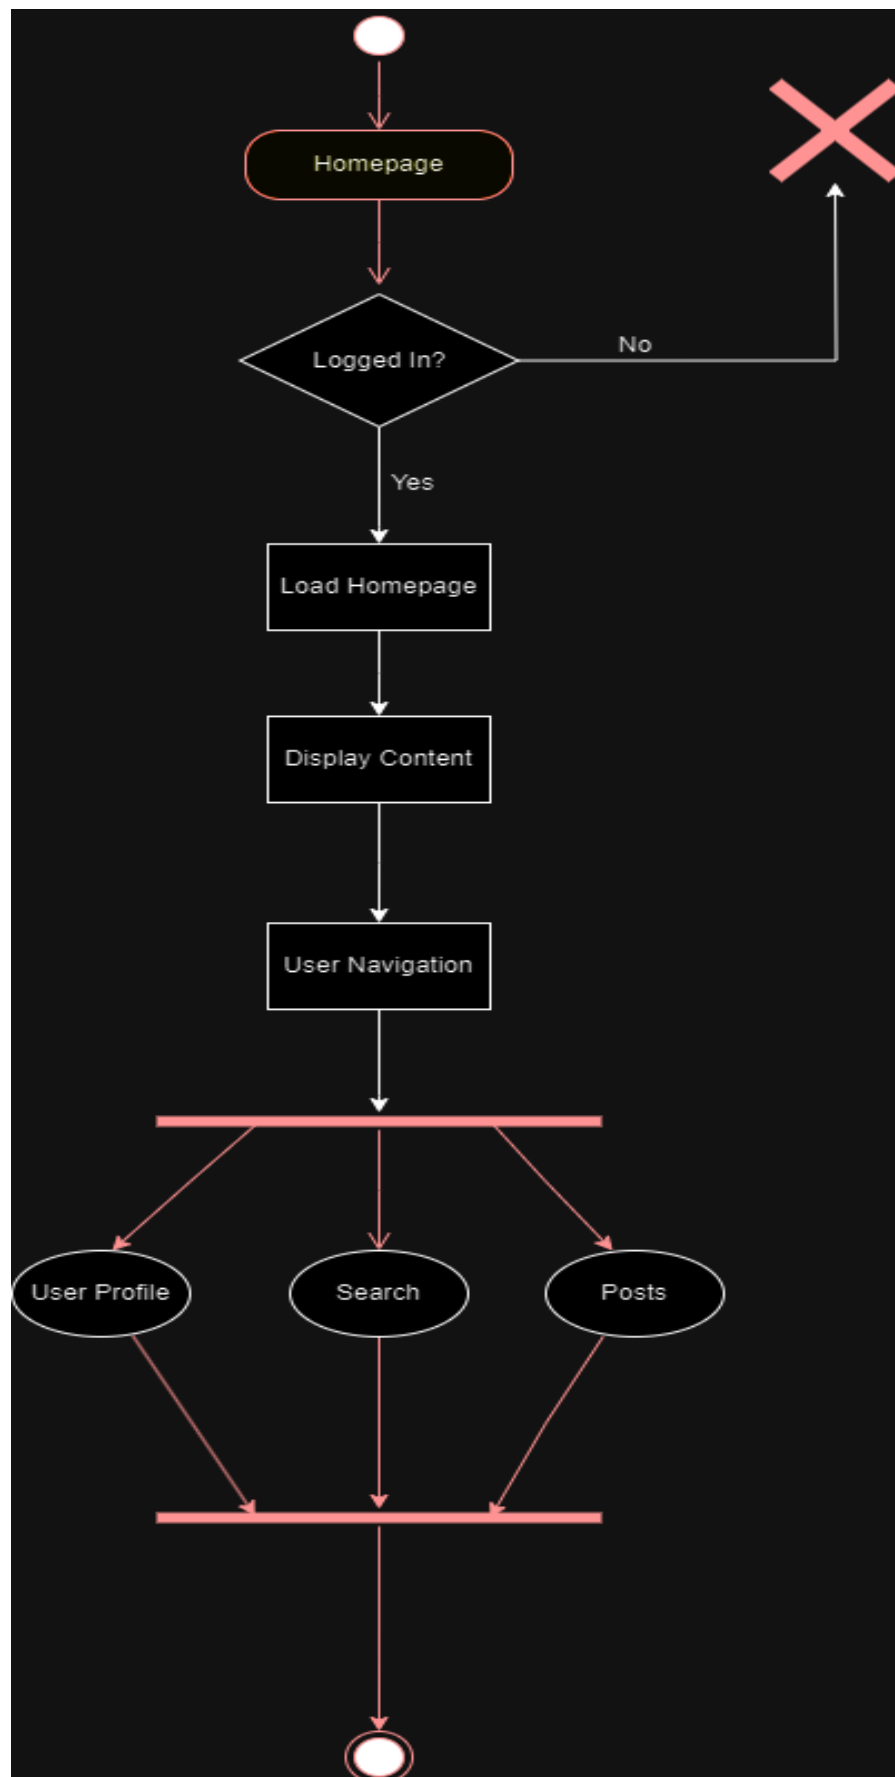 Homepage
Logged In?
No
Yes
Load Homepage
Display Content
User Navigation
User Profile
Search
Posts